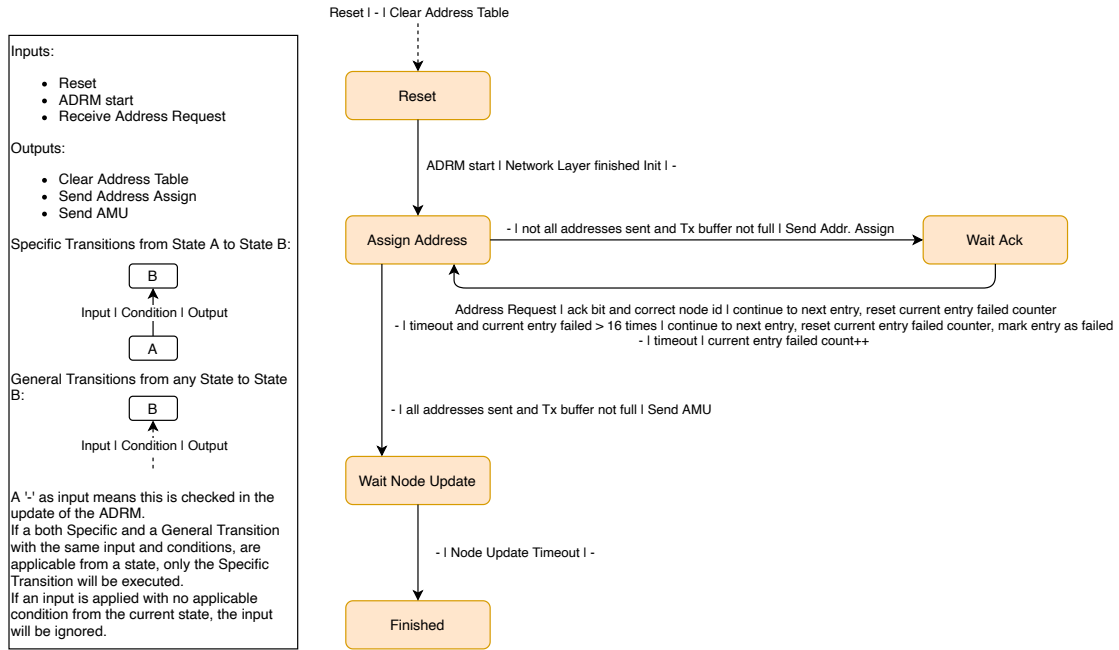 Reset | - | Clear Address Table
Inputs:
• Reset
• ADRM start
• Receive Address Request
Outputs:
• Clear Address Table
• Send Address Assign
• Send AMU
Specific Transitions from State A to State B:
B
Input | Condition | Output
A
General Transitions from any State to State
B:
B
Input | Condition | Output
A '-' as input means this is checked in the
update of the ADRM.
If a both Specific and a General Transition
with the same input and conditions, are
applicable from a state, only the Specific
Transition will be executed.
If an input is applied with no applicable
condition from the current state, the input
will be ignored.
Reset
ADRM start | Network Layer finished Init | -
Assign Address
- | not all addresses sent and Tx buffer not full | Send Addr. Assign
Wait Ack
Address Request | ack bit and correct node id | continue to next entry, reset current entry failed counter
- | timeout and current entry failed > 16 times | continue to next entry, reset current entry failed counter, mark entry as failed
- | timeout | current entry failed count++
- | all addresses sent and Tx buffer not full | Send AMU
Wait Node Update
- | Node Update Timeout | -
Finished